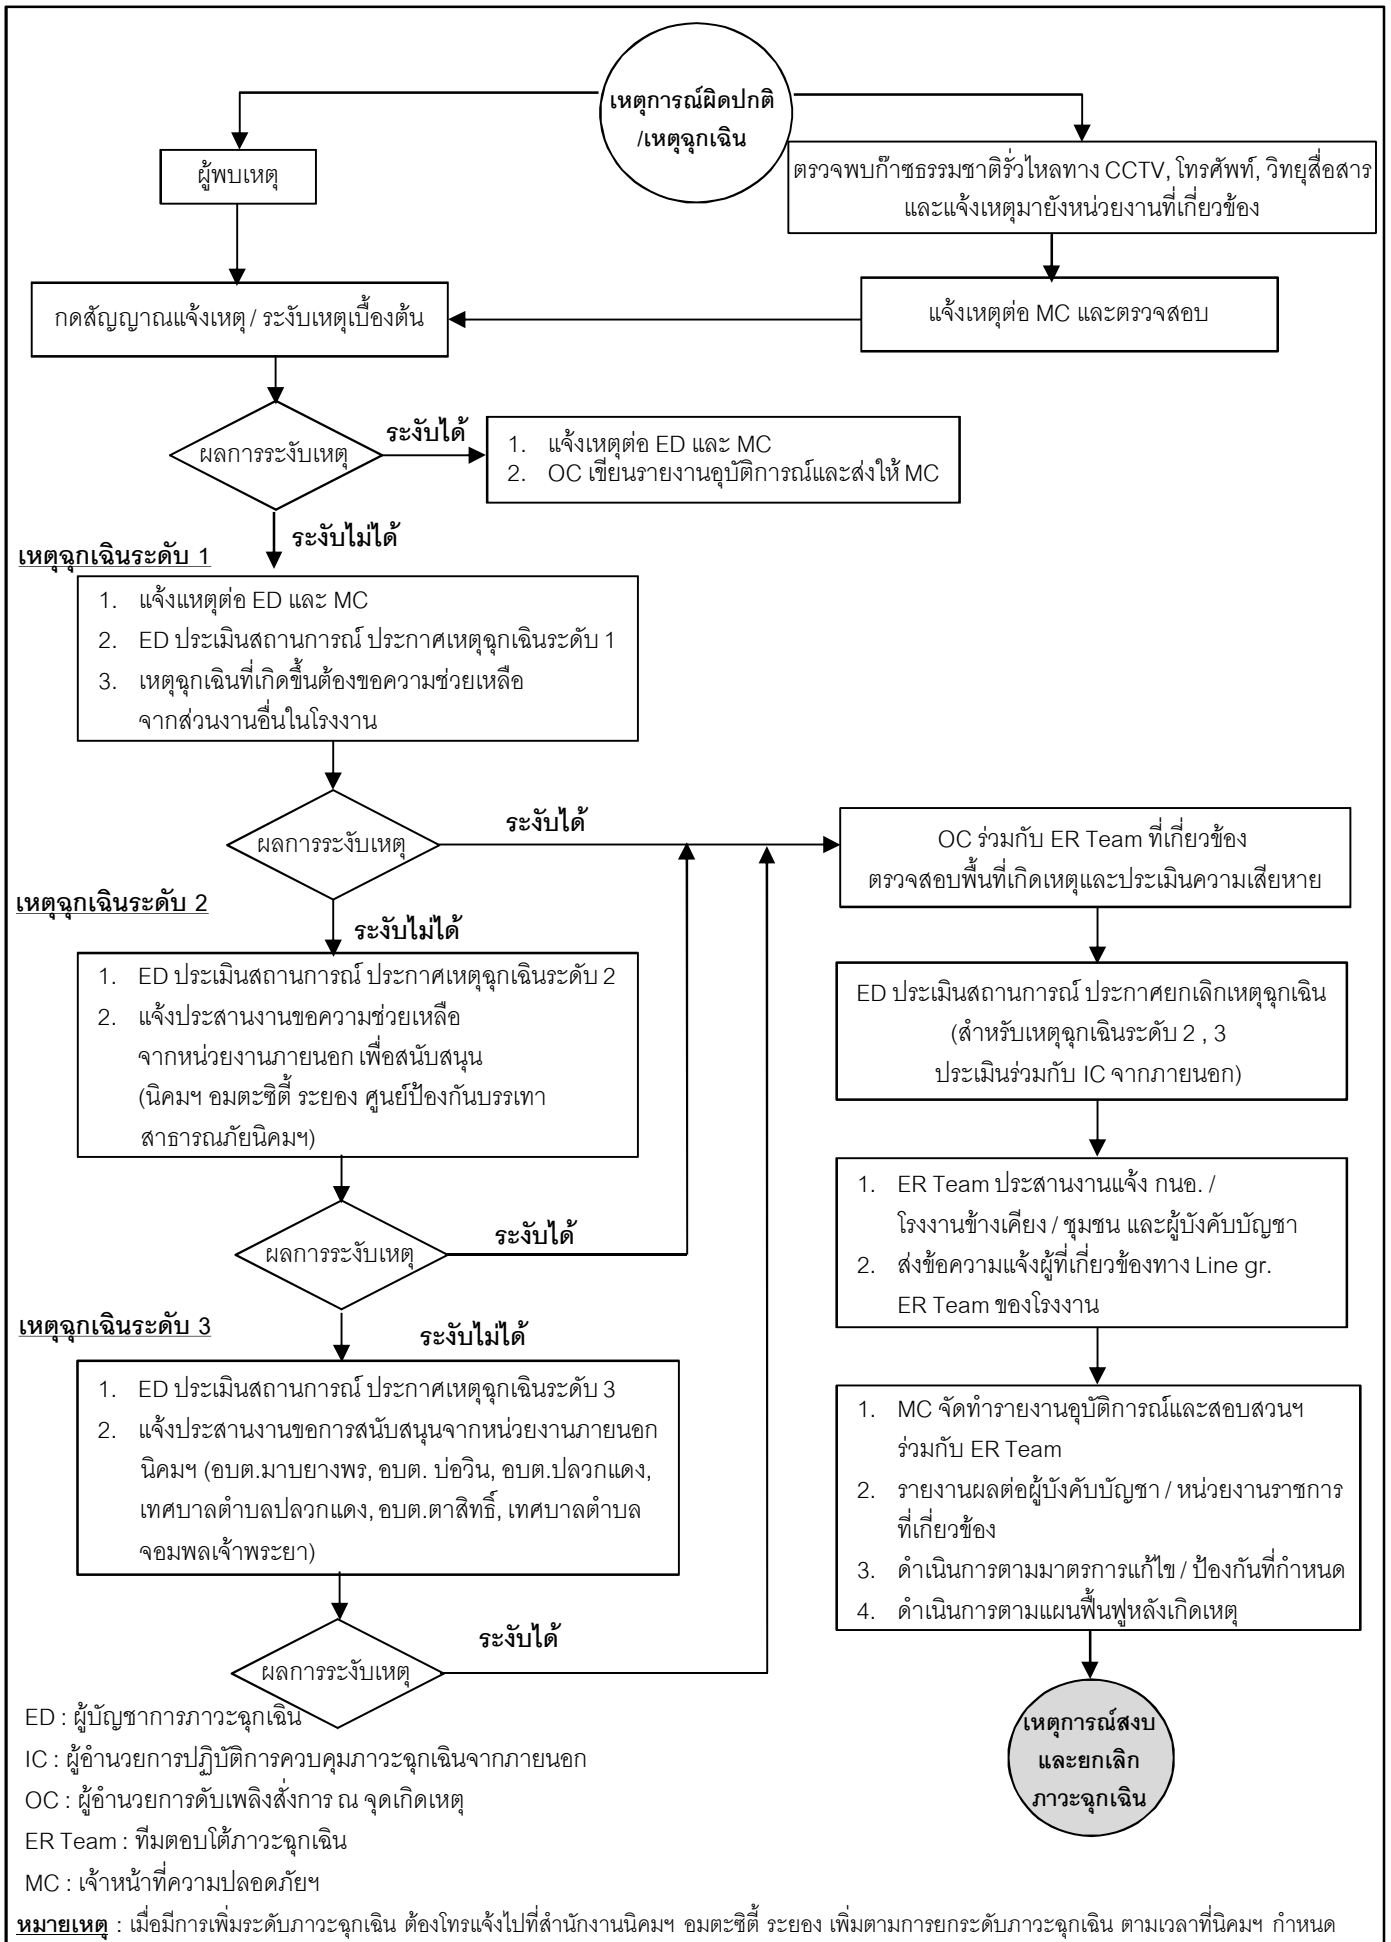 เหตุการณ์ผิดปกติ
/เหตุฉุกเฉิน
ผู้พบเหตุ
ตรวจพบก๊าซธรรมชาติรั่วไหลทาง CCTV, โทรศัพท์, วิทยุสื่อสาร
และแจ้งเหตุมายังหน่วยงานที่เกี่ยวข้อง
กดสัญญาณแจ้งเหตุ / ระงับเหตุเบื้องต้น
แจ้งเหตุต่อ MC และตรวจสอบ
ผลการระงับเหตุ
ระงับได้
1. แจ้งเหตุต่อ ED และ MC
2. OC เขียนรายงานอุบัติการณ์และส่งให้ MC
ระงับไม่ได้
เหตุฉุกเฉินระดับ 1
1. แจ้งแหตุต่อ ED และ MC
2. ED ประเมินสถานการณ์ ประกาศเหตุฉุกเฉินระดับ 1
3. เหตุฉุกเฉินที่เกิดขึ้นต้องขอความช่วยเหลือ
จากส่วนงานอื่นในโรงงาน
ผลการระงับเหตุ
ระงับได้
OC ร่วมกับ ER Team ที่เกี่ยวข้อง
ตรวจสอบพื้นที่เกิดเหตุและประเมินความเสียหาย
เหตุฉุกเฉินระดับ 2
ระงับไม่ได้
1. ED ประเมินสถานการณ์ ประกาศเหตุฉุกเฉินระดับ 2
2. แจ้งประสานงานขอความช่วยเหลือ
จากหน่วยงานภายนอก เพื่อสนับสนุน
(นิคมฯ อมตะซิตี้ ระยอง ศูนย์ป้องกันบรรเทา
สาธารณภัยนิคมฯ)
ED ประเมินสถานการณ์ ประกาศยกเลิกเหตุฉุกเฉิน
(สำหรับเหตุฉุกเฉินระดับ 2 , 3
ประเมินร่วมกับ IC จากภายนอก)
ผลการระงับเหตุ
ระงับได้
1. ER Team ประสานงานแจ้ง กนอ. /
โรงงานข้างเคียง / ชุมชน และผู้บังคับบัญชา
2. ส่งข้อความแจ้งผู้ที่เกี่ยวข้องทาง Line gr.
ER Team ของโรงงาน
เหตุฉุกเฉินระดับ 3
ระงับไม่ได้
1. ED ประเมินสถานการณ์ ประกาศเหตุฉุกเฉินระดับ 3
2. แจ้งประสานงานขอการสนับสนุนจากหน่วยงานภายนอก
นิคมฯ (อบต.มาบยางพร, อบต. บ่อวิน, อบต.ปลวกแดง,
เทศบาลตำบลปลวกแดง, อบต.ตาสิทธิ์, เทศบาลตำบล
จอมพลเจ้าพระยา)
1. MC จัดทำรายงานอุบัติการณ์และสอบสวนฯ
ร่วมกับ ER Team
2. รายงานผลต่อผู้บังคับบัญชา / หน่วยงานราชการ
ที่เกี่ยวข้อง
3. ดำเนินการตามมาตรการแก้ไข / ป้องกันที่กำหนด
4. ดำเนินการตามแผนฟื้นฟูหลังเกิดเหตุ
ผลการระงับเหตุ
ระงับได้
เหตุการณ์สงบ
และยกเลิก
ภาวะฉุกเฉิน
ED : ผู้บัญชาการภาวะฉุกเฉิน
IC : ผู้อำนวยการปฏิบัติการควบคุมภาวะฉุกเฉินจากภายนอก
OC : ผู้อำนวยการดับเพลิงสั่งการ ณ จุดเกิดเหตุ
ER Team : ทีมตอบโต้ภาวะฉุกเฉิน
MC : เจ้าหน้าที่ความปลอดภัยฯ
หมายเหตุ : เมื่อมีการเพิ่มระดับภาวะฉุกเฉิน ต้องโทรแจ้งไปที่สำนักงานนิคมฯ อมตะซิตี้ ระยอง เพิ่มตามการยกระดับภาวะฉุกเฉิน ตามเวลาที่นิคมฯ กำหนด